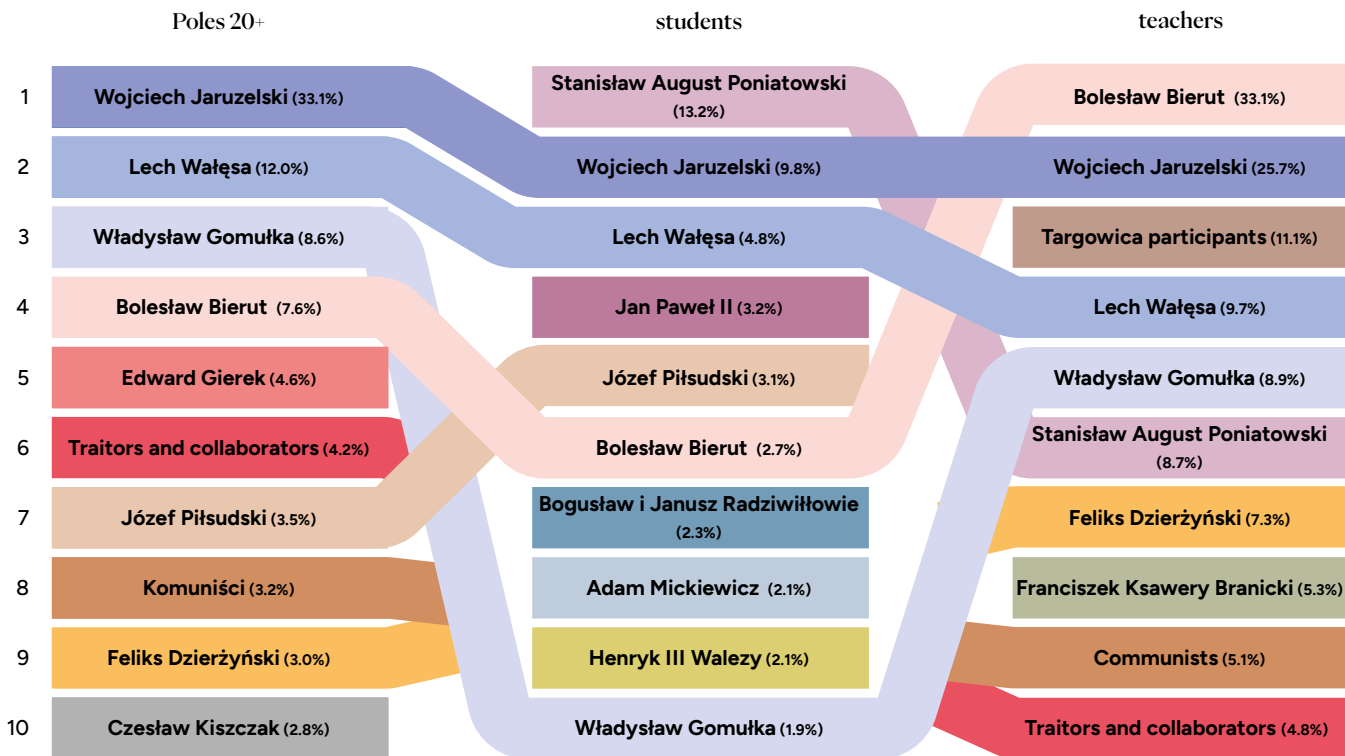 Poles 20+ students teachers
1 Wojciech Jaruzelski (33.1%) Stanisław August Poniatowski Bolesław Bierut (33.1%)
(13.2%)
2 Lech Wałęsa (12.0%) Wojciech Jaruzelski (9.8%) Wojciech Jaruzelski (25.7%)
3 Władysław Gomułka (8.6%) Lech Wałęsa (4.8%) Targowica participants (11.1%)
4 Bolesław Bierut (7.6%) Jan Paweł II (3.2%) Lech Wałęsa (9.7%)
5 Edward Gierek (4.6%) Józef Piłsudski (3.1%) Władysław Gomułka (8.9%)
6 Traitors and collaborators (4.2%) Bolesław Bierut (2.7%) Stanisław August Poniatowski
(8.7%)
7 Józef Piłsudski (3.5%) Bogusław i Janusz Radziwiłłowie Feliks Dzierżyński (7.3%)
(2.3%)
8 Komuniści (3.2%) Adam Mickiewicz (2.1%) Franciszek Ksawery Branicki (5.3%)
9 Feliks Dzierżyński (3.0%) Henryk III Walezy (2.1%) Communists (5.1%)
10 Czesław Kiszczak (2.8%) Władysław Gomułka (1.9%) Traitors and collaborators (4.8%)